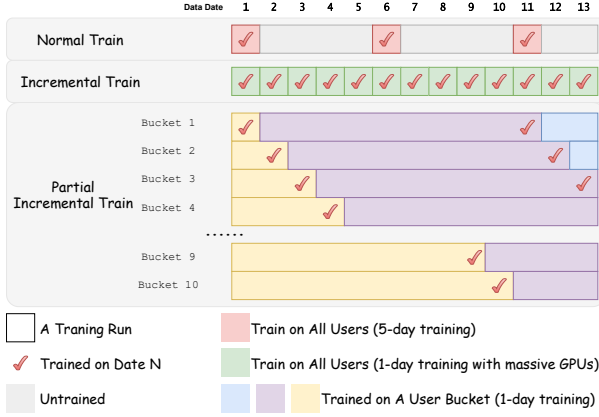 Data Date 1 2 3 4 5 6 7 8 9 10 11 12 13
Normal Train
Incremental Train
Bucket 1
Bucket 2
Bucket 3
Partial
Incremental Train
Bucket 4
......
Bucket 9
Bucket 10
A Traning Run
Train on All Users (5-day training)
Trained on Date N
Train on All Users (1-day training with massive GPUs)
Untrained
Trained on A User Bucket (1-day training)